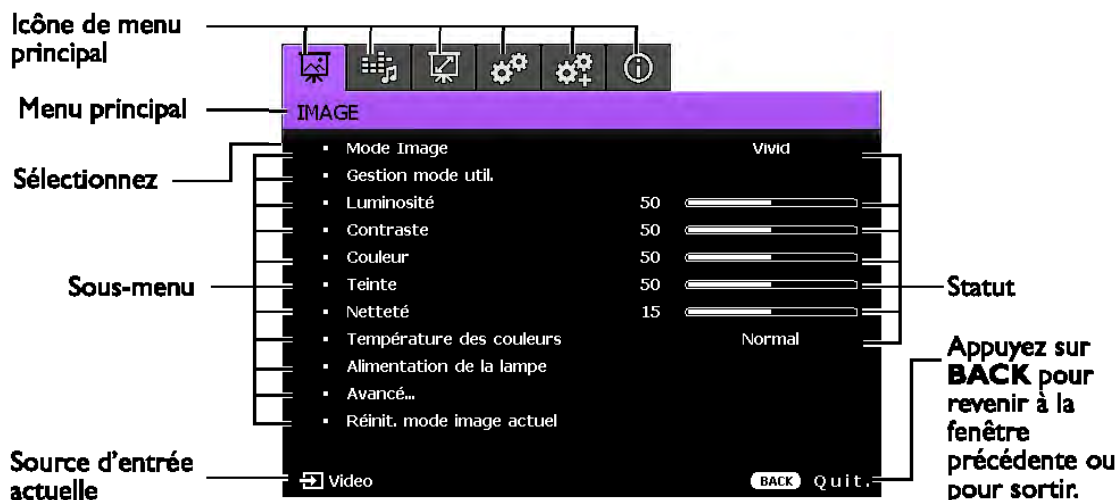 Icône de menu
principal
Menu principal
IMAGE
Sélectionnez
Mode Image Vivid
Gestion mode util.
Luminosité 50
Contraste 50
Couleur 50
Sous-menu
Teinte 50
Statut
Netteté 15
Température des couleurs Normal
Alimentation de la lampe
Avancé...
Réinit. mode image actuel
Appuyez sur
BACK pour
revenir à la
fenêtre
précédente ou
pour sortir.
Source d'entrée
actuelle
Video
BACK Quit.